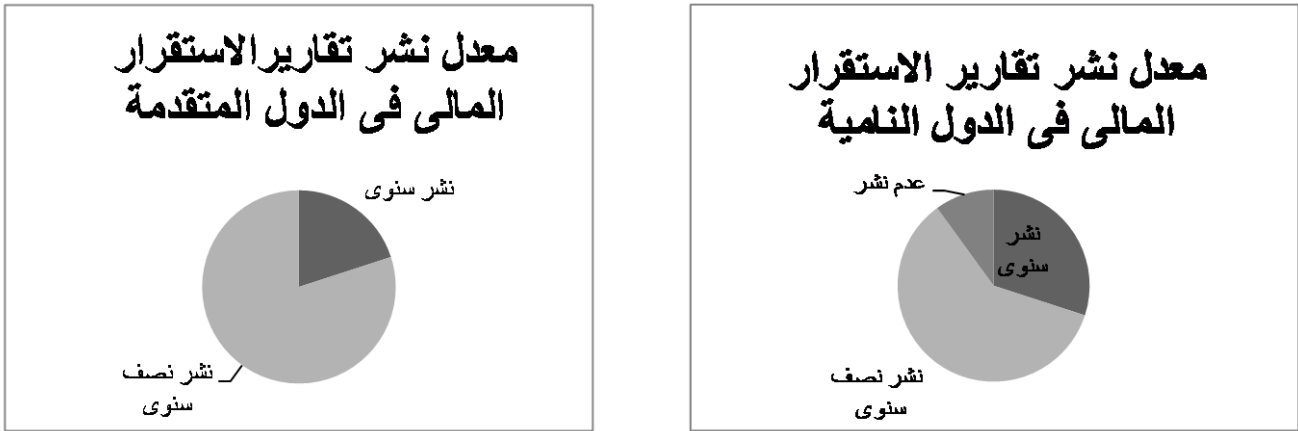 معدل نشر تقاريرالاستقرار
المالى فى الدول المتقدمة
نشر سنوى
نشر نصف
سنوى
معدل نشر تقارير الاستقرار
المالى فى الدول النامية
عدم نشر
نشر
سنوى
نشر نصف
سنوى